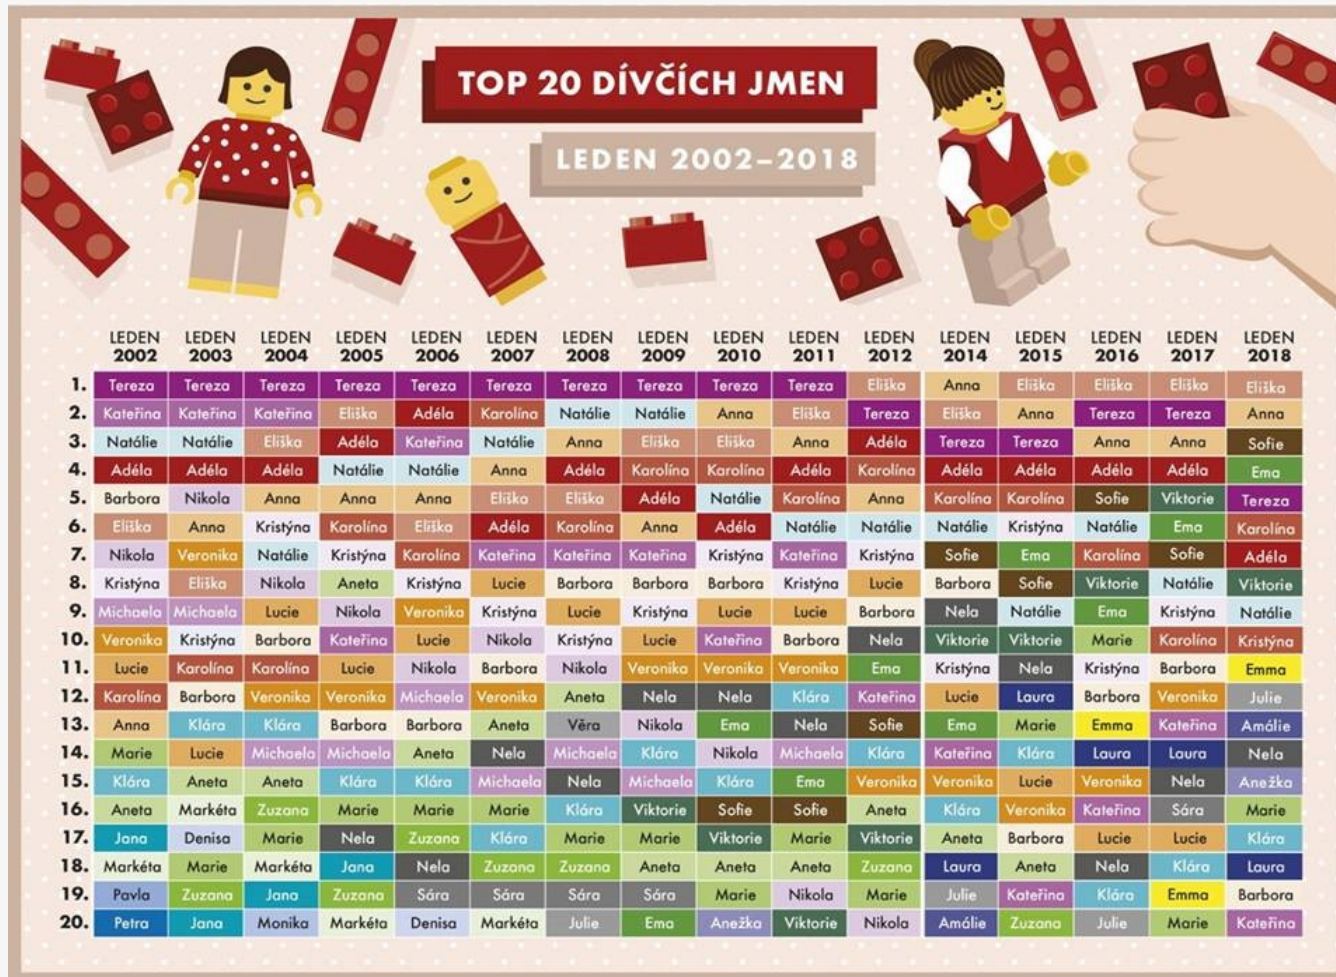 TOP 20 DÍVČÍCH JMEN
LEDEN 2002–2018
LEDEN LEDEN LEDEN LEDEN LEDEN LEDEN LEDEN LEDEN LEDEN LEDEN LEDEN LEDEN LEDEN LEDEN LEDEN LEDEN
2002 2003 2004 2005 2006 2007 2008 2009 2010 2011 2012 2014 2015 2016 2017 2018
1. Tereza Tereza Tereza Tereza Tereza Tereza Tereza Tereza Tereza Tereza Eliška Anna Eliška Eliška Eliška Eliška
2. Kateřina Kateřina Kateřina Eliška Adéla Karolína Natálie Natálie Anna Eliška Tereza Eliška Anna Tereza Tereza Anna
3. Natálie Natálie Eliška Adéla Kateřina Natálie Anna Eliška Eliška Anna Adéla Tereza Tereza Anna Anna Sofie
4. Adéla Adéla Adéla Natálie Natálie Anna Adéla Karolína Karolína Adéla Karolína Adéla Adéla Adéla Adéla Ema
5. Barbora Nikola Anna Anna Anna Eliška Eliška Adéla Natálie Karolína Anna Karolína Karolína Sofie Viktorie Tereza
6. Eliška Anna Kristýna Karolína Eliška Adéla Karolína Anna Adéla Natálie Natálie Natálie Kristýna Natálie Ema Karolína
7. Nikola Veronika Natálie Kristýna Karolína Kateřina Kateřina Kateřina Kristýna Kateřina Kristýna Sofie Ema Karolína Sofie Adéla
8. Kristýna Eliška Nikola Aneta Kristýna Lucie Barbora Barbora Barbora Kristýna Lucie Barbora Sofie Viktorie Natálie Viktorie
9. Michaela Michaela Lucie Nikola Veronika Kristýna Lucie Kristýna Lucie Lucie Barbora Nela Natálie Ema Kristýna Natálie
10. Veronika Kristýna Barbora Kateřina Lucie Nikola Kristýna Lucie Kateřina Barbora Nela Viktorie Viktorie Marie Karolína Kristýna
11. Lucie Karolína Karolína Lucie Nikola Barbora Nikola Veronika Veronika Veronika Ema Kristýna Nela Kristýna Barbora Emma
12. Karolína Barbora Veronika Veronika Michaela Veronika Aneta Nela Nela Klára Kateřina Lucie Laura Barbora Veronika Julie
13. Anna Klára Klára Barbora Barbora Aneta Věra Nikola Ema Nela Sofie Ema Marie Emma Kateřina Amálie
14. Marie Lucie Michaela Michaela Aneta Nela Michaela Klára Nikola Michaela Klára Kateřina Klára Laura Laura Nela
15. Klára Aneta Aneta Klára Klára Michaela Nela Michaela Klára Ema Veronika Veronika Lucie Veronika Nela Anežka
16. Aneta Markéta Zuzana Marie Marie Marie Klára Viktorie Sofie Sofie Aneta Klára Veronika Kateřina Sára Marie
17. Jana Denisa Marie Nela Zuzana Klára Marie Marie Viktorie Marie Viktorie Aneta Barbora Lucie Lucie Klára
18. Markéta Marie Markéta Jana Nela Zuzana Zuzana Aneta Aneta Aneta Zuzana Laura Aneta Nela Klára Laura
19. Pavla Zuzana Jana Zuzana Sára Sára Sára Sára Marie Nikola Marie Julie Kateřina Klára Emma Barbora
20. Petra Jana Monika Markéta Denisa Markéta Julie Ema Anežka Viktorie Nikola Amálie Zuzana Julie Marie Kateřina